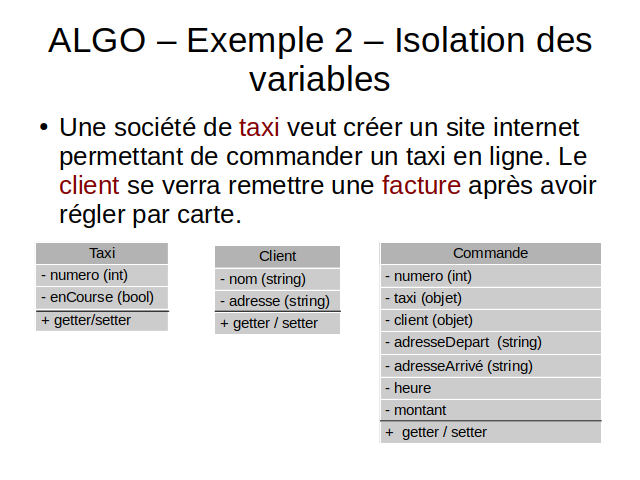 ALGO – Exemple 2 – Isolation des
variables
• Une société de taxi veut créer un site internet
permettant de commander un taxi en ligne. Le
client se verra remettre une facture après avoir
régler par carte.
Taxi
- numero (int)
- enCourse (bool)
+ getter/setter
Client
- nom (string)
- adresse (string)
+ getter / setter
Commande
- numero (int)
- taxi (objet)
- client (objet)
- adresseDepart (string)
- adresseArrivé (string)
- heure
- montant
+ getter / setter